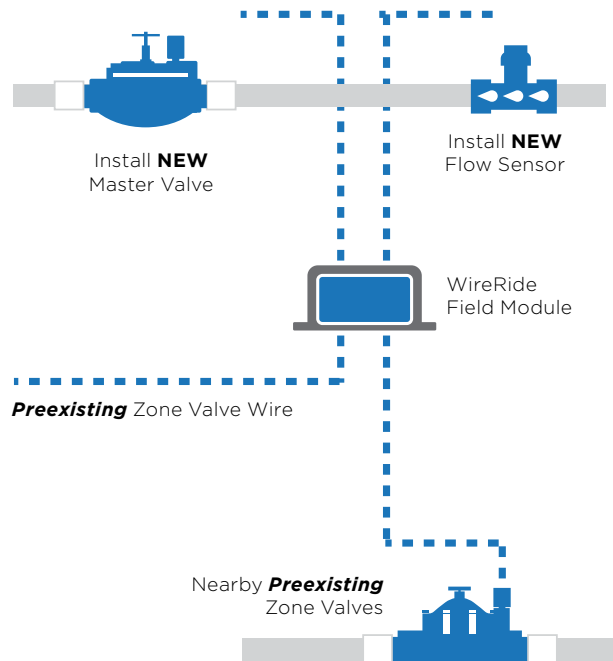 Install NEW
Master Valve
Install NEW
Flow Sensor
WireRide
Field Module
Preexisting Zone Valve Wire
Nearby Preexisting
Zone Valves